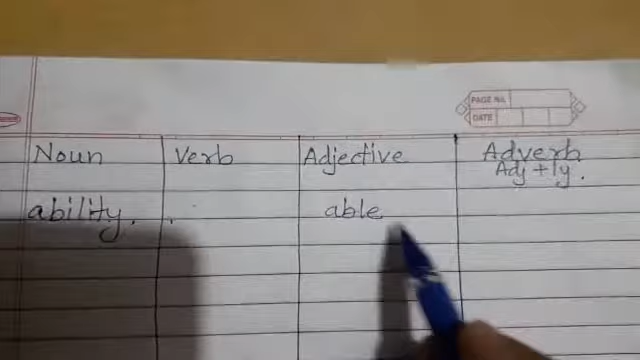 PAGE No.
DATE
Noun Verb Adjective Adverb
Adj + ly.
ability. able